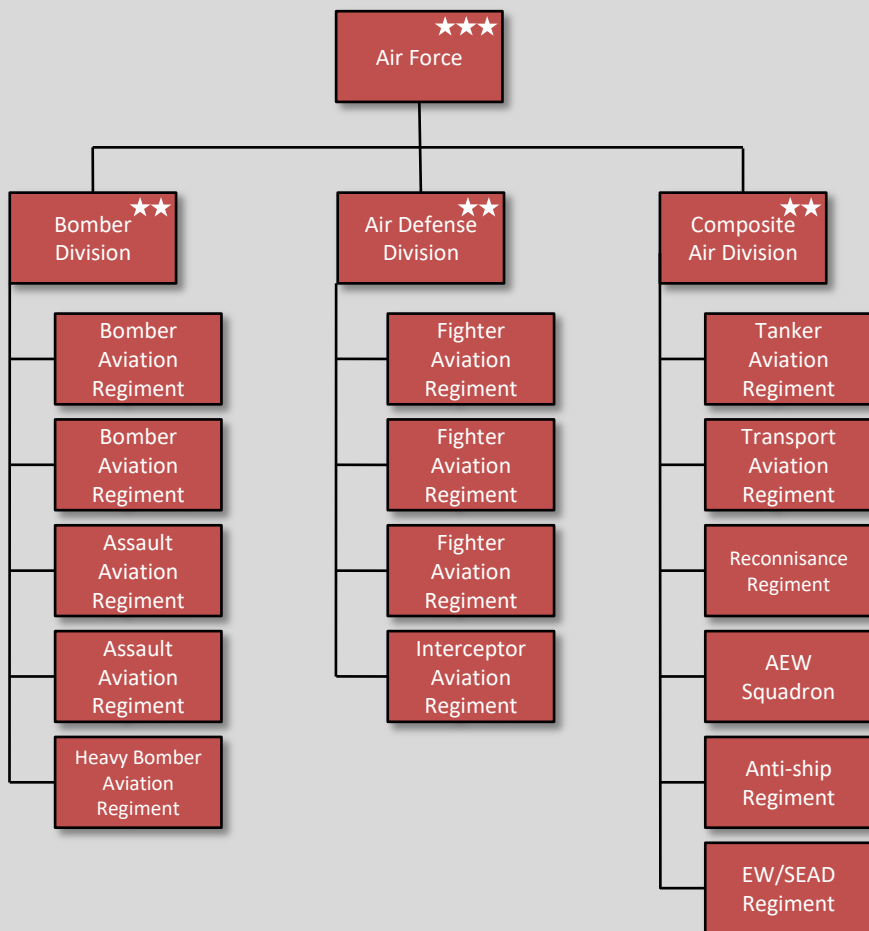 Air Force
Bomber
Division
Air Defense
Division
Composite
Air Division
Bomber
Aviation
Regiment
Bomber
Aviation
Regiment
Assault
Aviation
Regiment
Assault
Aviation
Regiment
Heavy Bomber
Aviation
Regiment
Fighter
Aviation
Regiment
Fighter
Aviation
Regiment
Fighter
Aviation
Regiment
Interceptor
Aviation
Regiment
Tanker
Aviation
Regiment
Transport
Aviation
Regiment
Reconnisance
Regiment
AEW
Squadron
Anti-ship
Regiment
EW/SEAD
Regiment